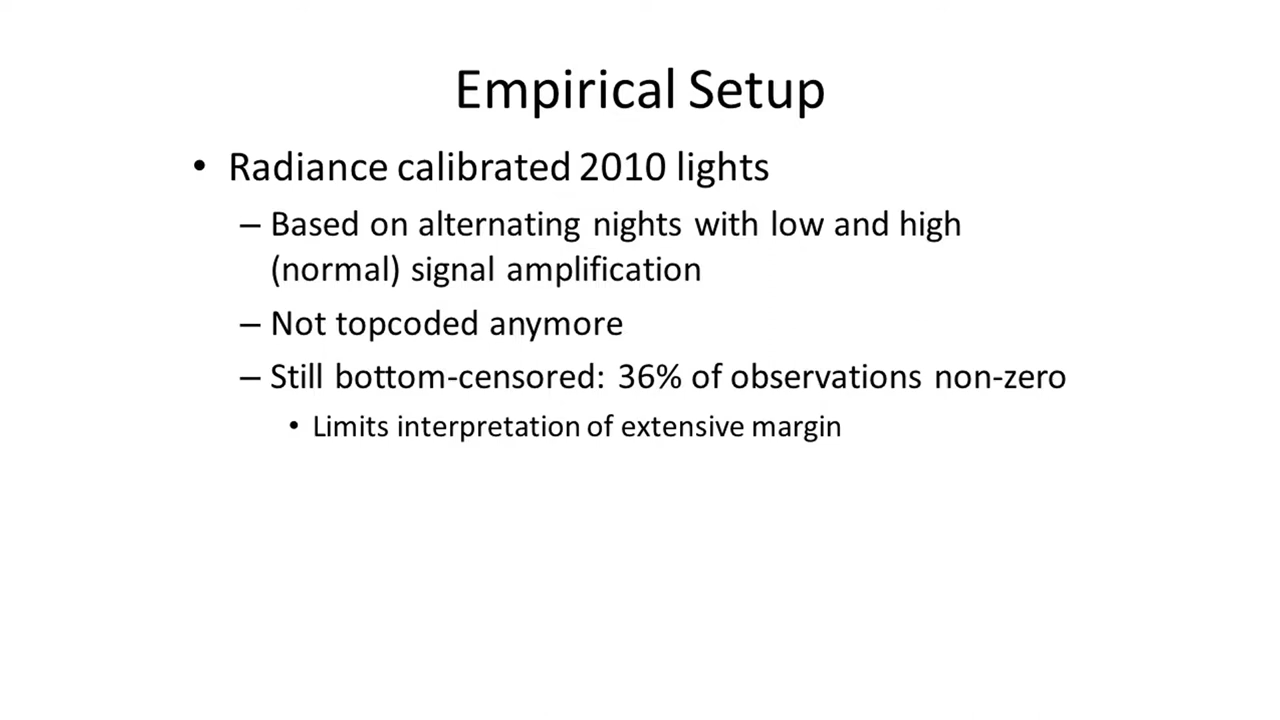 Empirical Setup
• Radiance calibrated 2010 lights
– Based on alternating nights with low and high
(normal) signal amplification
– Not topcoded anymore
– Still bottom-censored: 36% of observations non-zero
• Limits interpretation of extensive margin